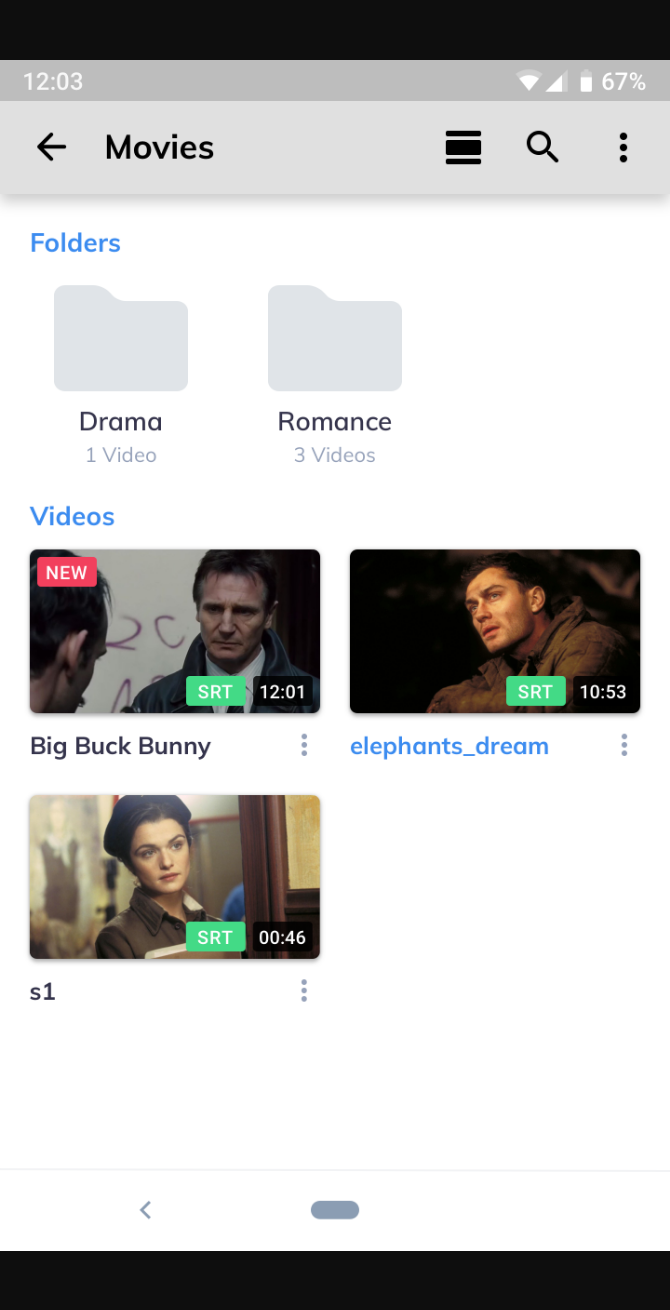 12:03 67%
Movies
Folders
Drama Romance
1 Video 3 Videos
Videos
NEW
SRT 12:01 SRT 10:53
Big Buck Bunny elephants_dream
SRT 00:46
s1